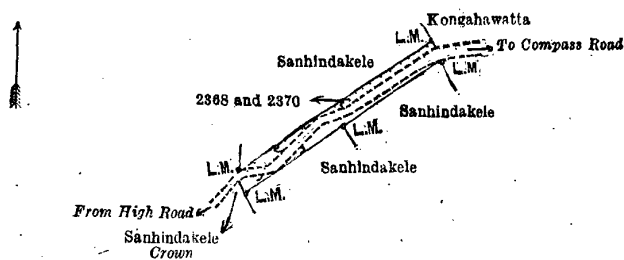 Kongahawatta
L.M.
To Compass Road
Sanhindakele
L.M.
2368 and 2370
Sanhindakele
L.M.
L.M.
Sanhindakele
L.M.
From High Road
Sanhindakele
Crown